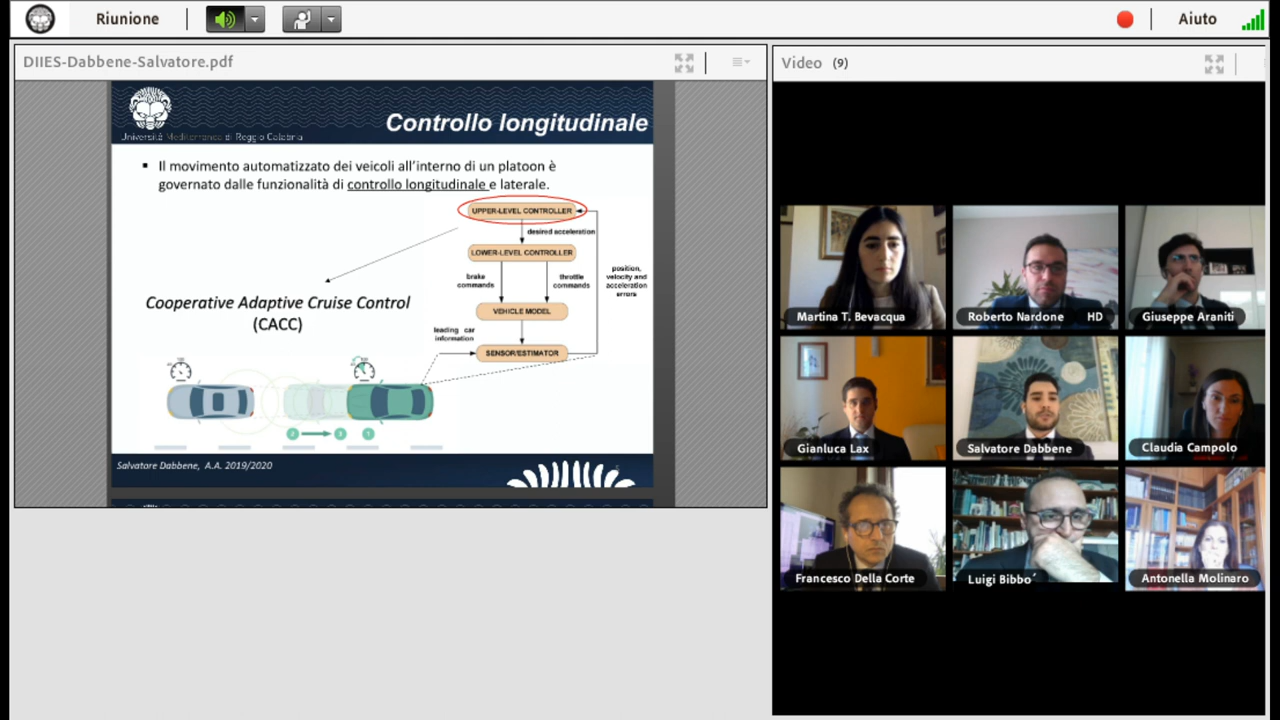 Riunione
Aiuto
DIIES-Dabbene-Salvatore.pdf
Video (9)
Università Mediterranea di Reggio Calabria
Controllo longitudinale
▪ Il movimento automatizzato dei veicoli all'interno di un platoon è
governato dalle funzionalità di controllo longitudinale e laterale.
UPPER-LEVEL CONTROLLER
desired acceleration
LOWER-LEVEL CONTROLLER
brake
commands
throttle
commands
position,
velocity and
acceleration
errors
VEHICLE MODEL
leading car
information
SENSOR/ESTIMATOR
Cooperative Adaptive Cruise Control
(CACC)
Salvatore Dabbene, A.A. 2019/2020
Martina T. Bevacqua
Roberto Nardone HD
Giuseppe Araniti
Gianluca Lax
Salvatore Dabbene
Claudia Campolo
Francesco Della Corte
Luigi Bibbo´
Antonella Molinaro